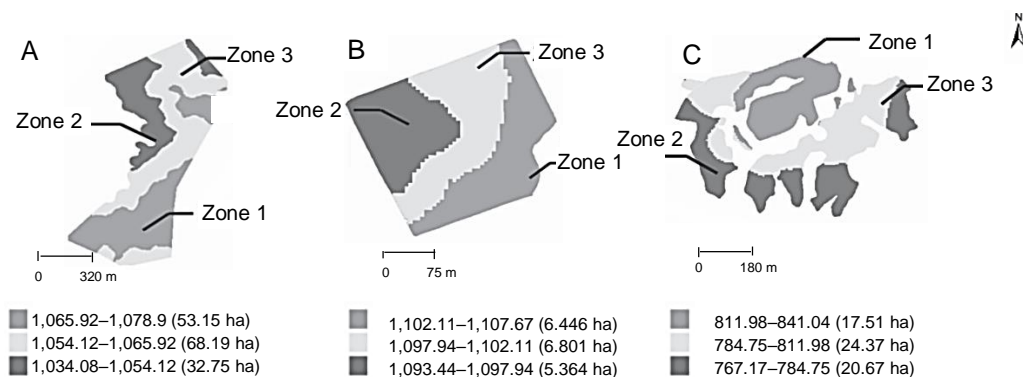 N
A
Zone 3
Zone 2
Zone 1
0 320 m
1,065.92–1,078.9 (53.15 ha)
1,054.12–1,065.92 (68.19 ha)
1,034.08–1,054.12 (32.75 ha)
B
Zone 3
Zone 2
Zone 1
0 75 m
1,102.11–1,107.67 (6.446 ha)
1,097.94–1,102.11 (6.801 ha)
1,093.44–1,097.94 (5.364 ha)
C
Zone 1
Zone 3
Zone 2
0 180 m
811.98–841.04 (17.51 ha)
784.75–811.98 (24.37 ha)
767.17–784.75 (20.67 ha)